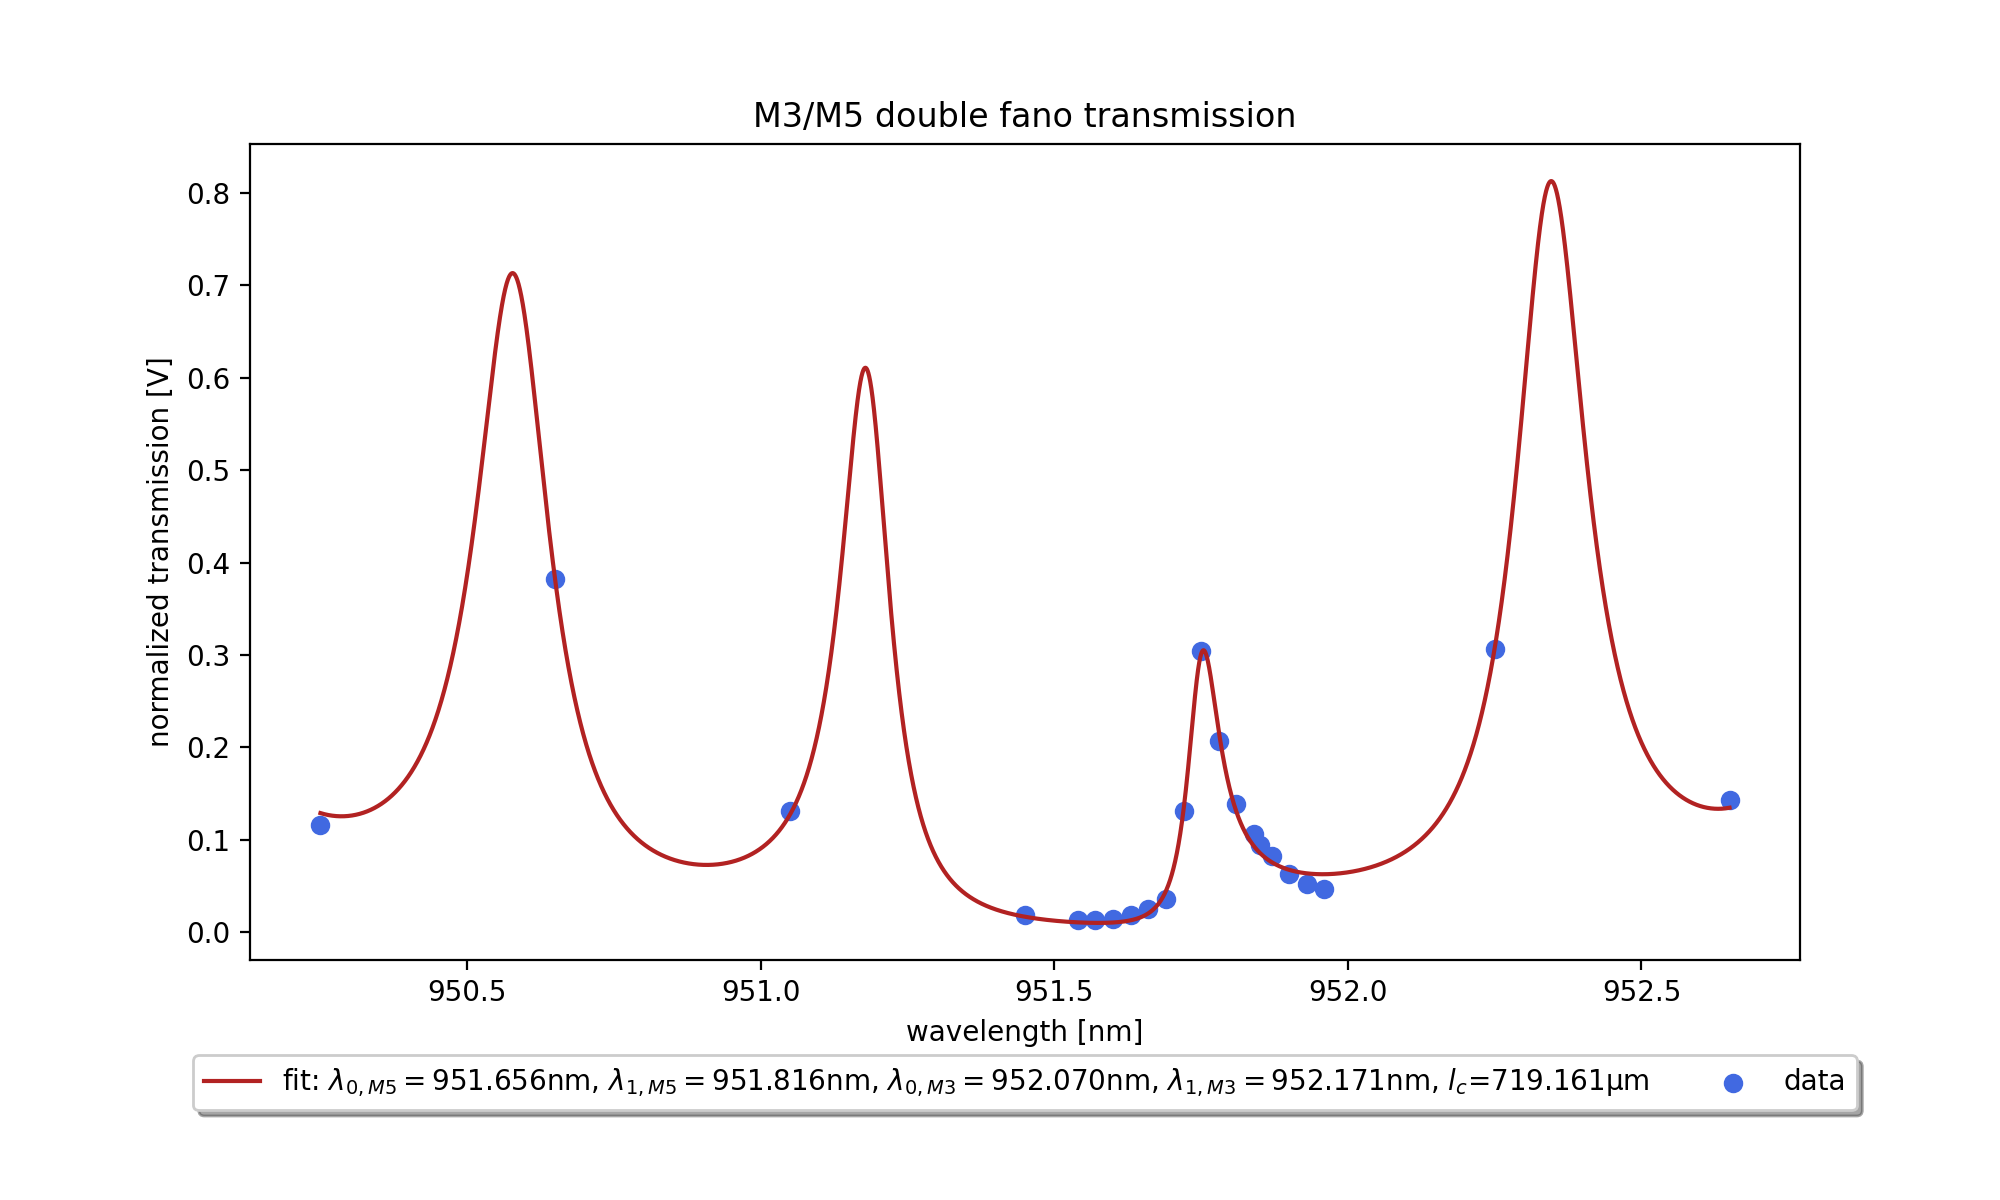 M3/M5 double fano transmission
normalized transmission [V]
0.8
0.7
0.6
0.5
0.4
0.3
0.2
0.1
0.0
950.5 951.0 951.5 952.0 952.5
wavelength [nm]
fit: λ₀,M5 = 951.656nm, λ₁,M5 = 951.816nm, λ₀,M3 = 952.070nm, λ₁,M3 = 952.171nm, l_c=719.161μm data